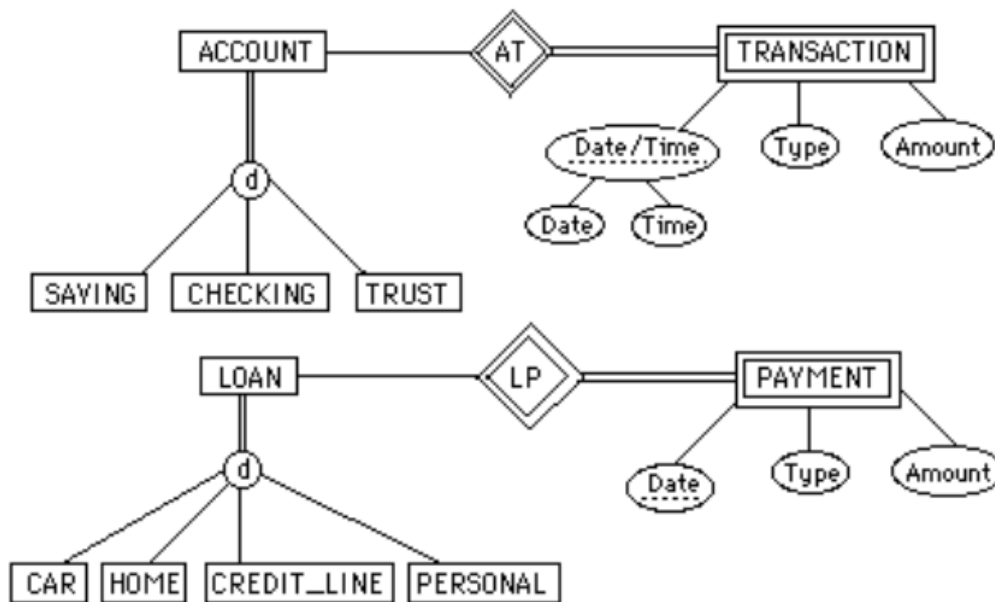 ACCOUNT AT TRANSACTION
Date/Time Type Amount
d
Date Time
SAVING CHECKING TRUST
LOAN LP PAYMENT
d
Date Type Amount
CAR HOME CREDIT_LINE PERSONAL